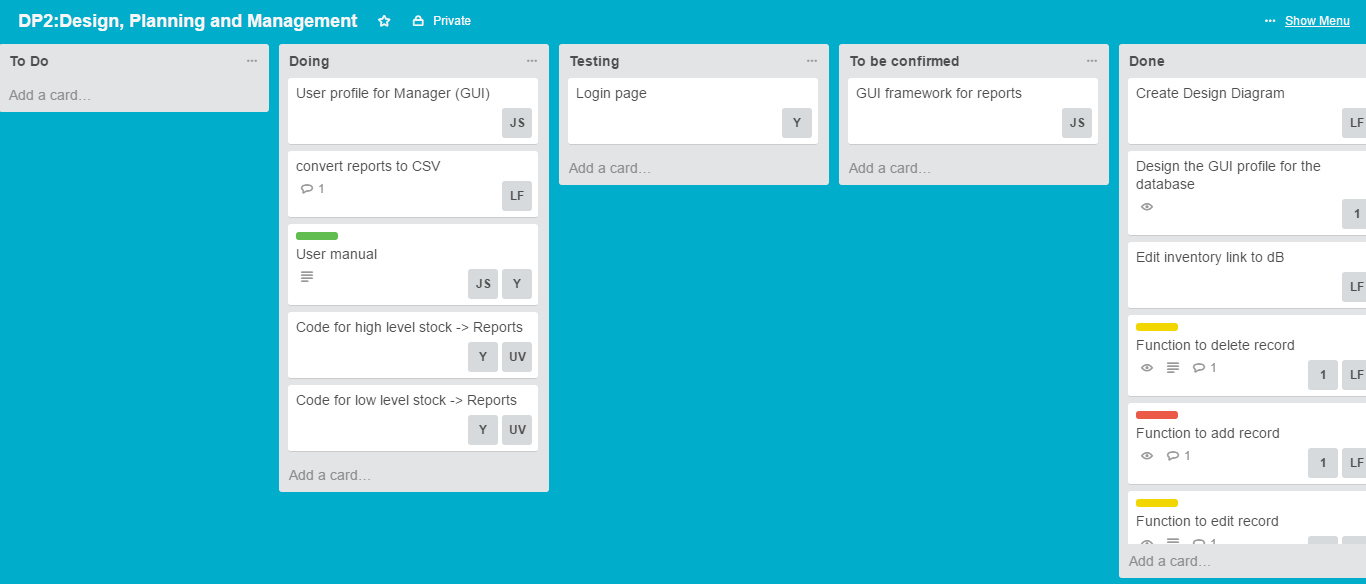 DP2:Design, Planning and Management
Private
Show Menu
To Do
Add a card...
Doing
User profile for Manager (GUI)
JS
convert reports to CSV
1
LF
User manual
JS Y
Code for high level stock -> Reports
Y UV
Code for low level stock -> Reports
Y UV
Add a card...
Testing
Login page
Y
Add a card...
To be confirmed
GUI framework for reports
JS
Add a card...
Done
Create Design Diagram
LF
Design the GUI profile for the
database
1
Edit inventory link to dB
LF
Function to delete record
1
1 LF
Function to add record
1
1 LF
Function to edit record
1
Add a card...